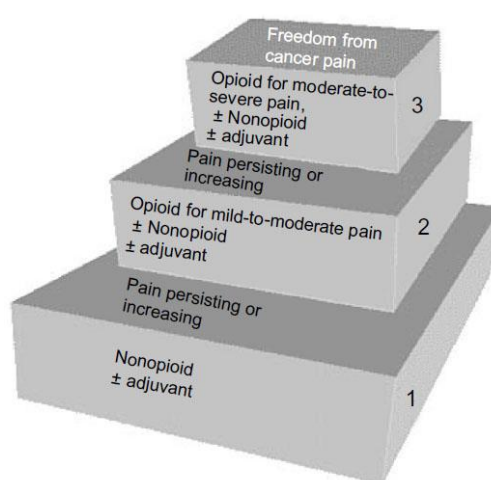 Freedom from
cancer pain
Opioid for moderate-to-
severe pain,
± Nonopioid
± adjuvant
3
Pain persisting or
increasing
Opioid for mild-to-moderate pain
± Nonopioid
± adjuvant
2
Pain persisting or
increasing
Nonopioid
± adjuvant
1